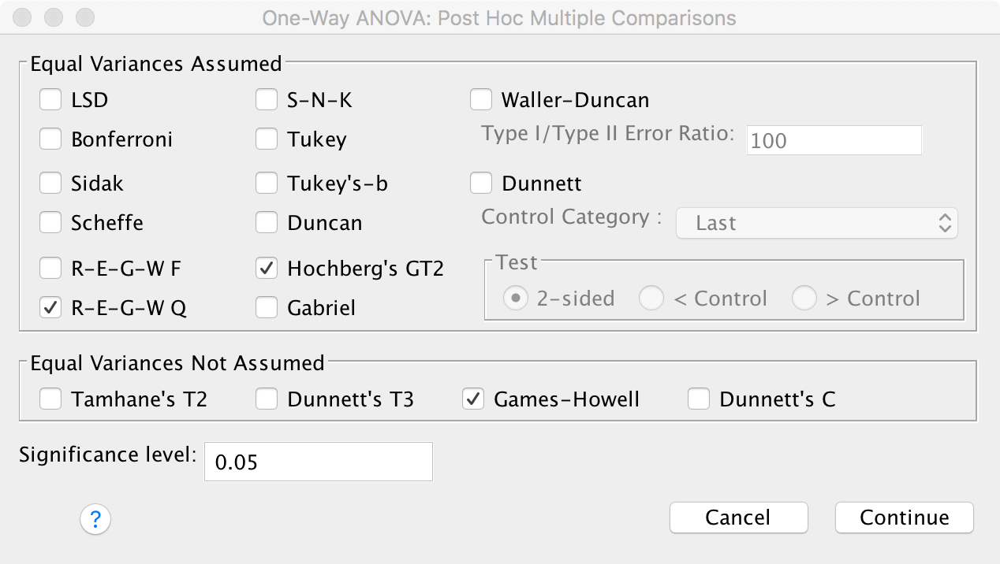 One-Way ANOVA: Post Hoc Multiple Comparisons
Equal Variances Assumed
LSD S-N-K Waller-Duncan
Bonferroni Tukey Type I/Type II Error Ratio: 100
Sidak Tukey's-b Dunnett
Scheffe Duncan Control Category : Last
R-E-G-W F Hochberg's GT2 Test
R-E-G-W Q Gabriel 2-sided < Control > Control
Equal Variances Not Assumed
Tamhane's T2 Dunnett's T3 Games-Howell Dunnett's C
Significance level: 0.05
? Cancel Continue